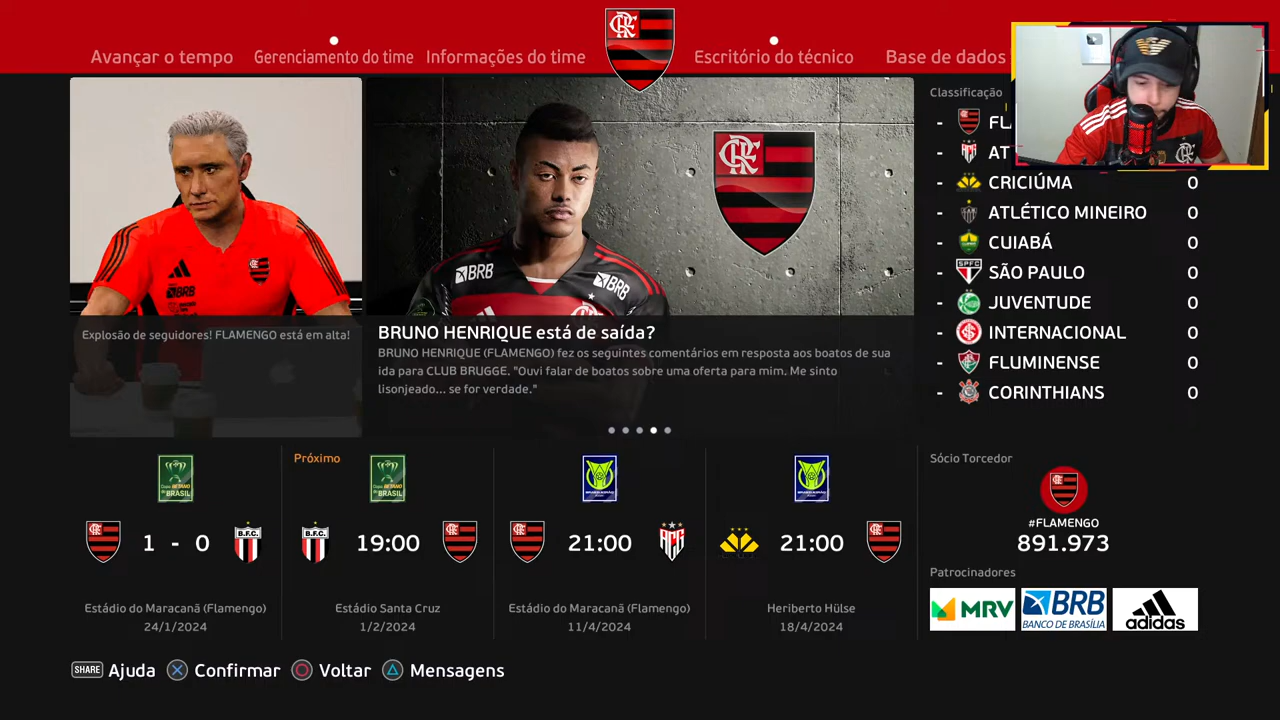 Avançar o tempo
Gerenciamento do time
Informações do time
Escritório do técnico
Base de dados
Explosão de seguidores! FLAMENGO está em alta!
BRB
BRB
BRB
BRUNO HENRIQUE está de saída?
BRUNO HENRIQUE (FLAMENGO) fez os seguintes comentários em resposta aos boatos de sua
ida para CLUB BRUGGE. "Ouvi falar de boatos sobre uma oferta para mim. Me sinto
lisonjeado... se for verdade."
Classificação
- FL
- AT
- CRICIÚMA 0
- ATLÉTICO MINEIRO 0
- CUIABÁ 0
- SÃO PAULO 0
- JUVENTUDE 0
- INTERNACIONAL 0
- FLUMINENSE 0
- CORINTHIANS 0
1 - 0
B.F.C.
Estádio do Maracanã (Flamengo)
24/1/2024
Próximo
B.F.C.
19:00
Estádio Santa Cruz
1/2/2024
21:00
Estádio do Maracanã (Flamengo)
11/4/2024
21:00
Heriberto Hülse
18/4/2024
Sócio Torcedor
#FLAMENGO
891.973
Patrocinadores
MRV
BRB
BANCO DE BRASÍLIA
adidas
SHARE Ajuda
Confirmar
Voltar
Mensagens